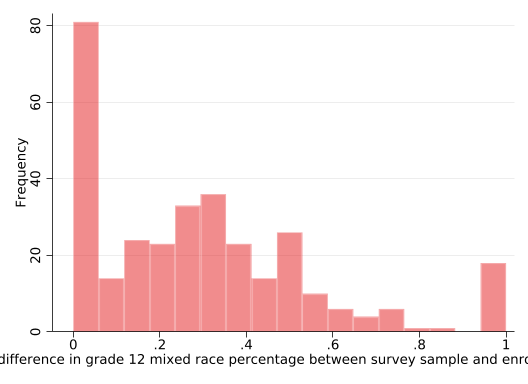 80
60
40
20
0
Frequency
0 .2 .4 .6 .8 1
difference in grade 12 mixed race percentage between survey sample and enro